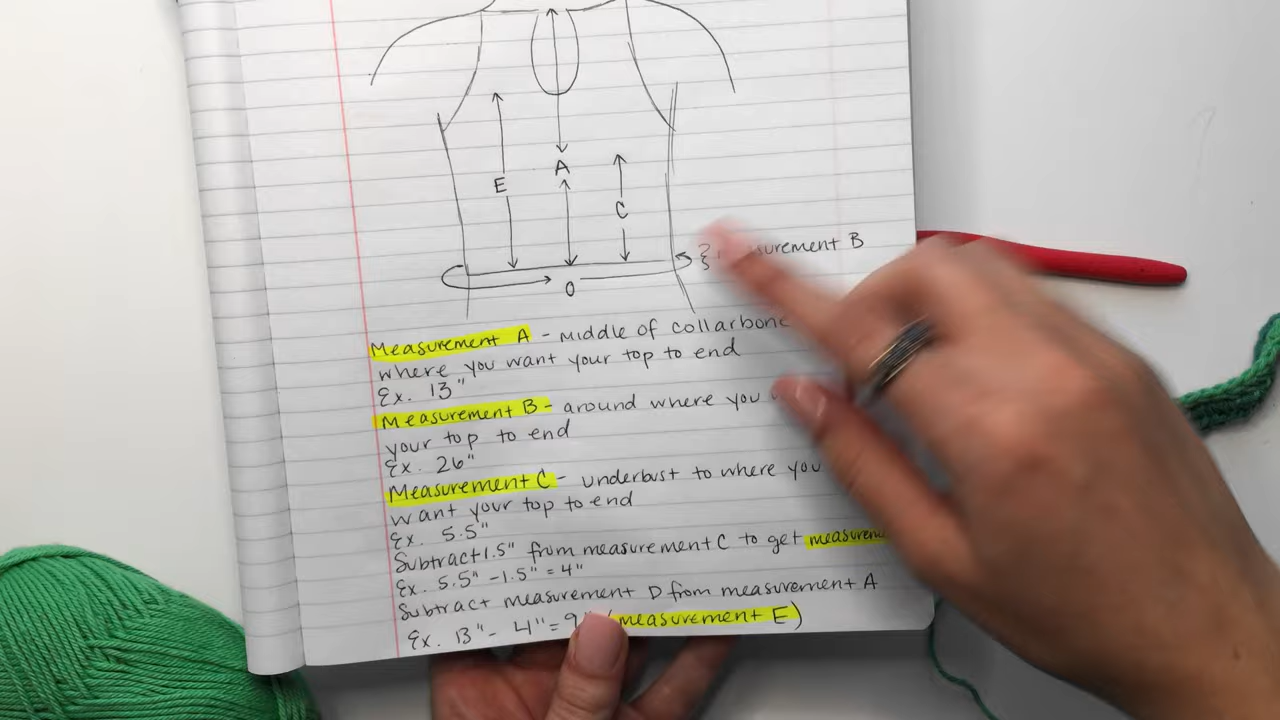 A
E
C
Measurement B
O
Measurement A - middle of collarbone
where you want your top to end
Ex. 13"
Measurement B - around where you
your top to end
Ex. 26"
Measurement C - underbust to where you
want your top to end
Ex. 5.5"
Subtract 1.5" from measurement C to get
Ex. 5.5" - 1.5" = 4"
Subtract measurement D from measurement A
Ex. 13" - 4" = 9" (measurement E)